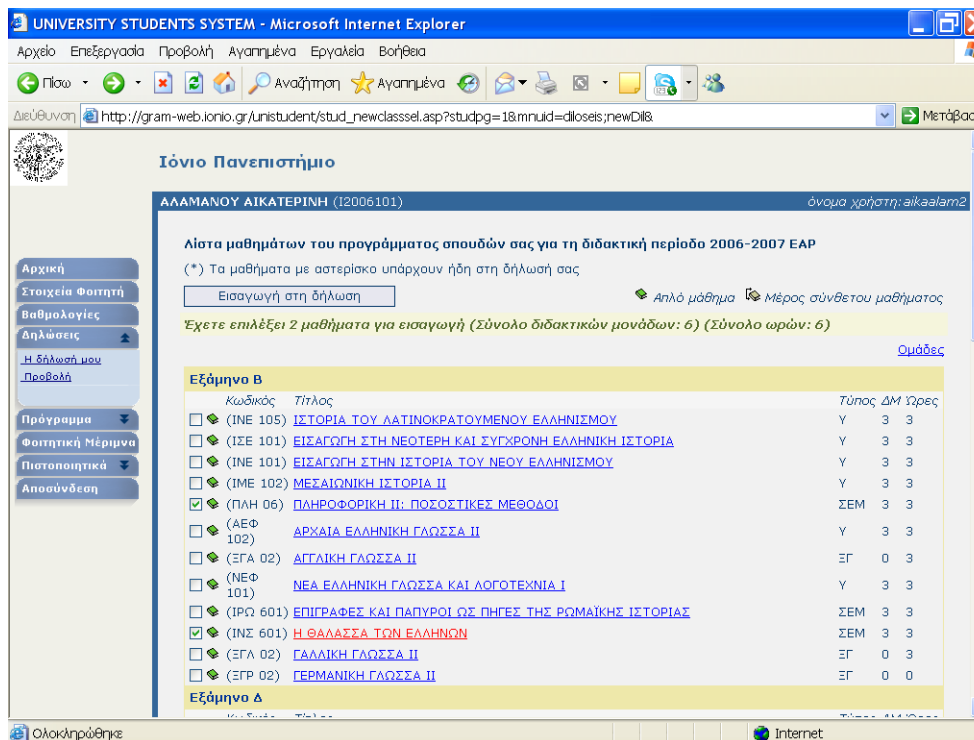 UNIVERSITY STUDENTS SYSTEM - Microsoft Internet Explorer
Αρχείο Επεξεργασία Προβολή Αγαπημένα Εργαλεία Βοήθεια
Πίσω Αναζήτηση Αγαπημένα
Διεύθυνση http://gram-web.ionio.gr/unistudent/stud_newclasssel.asp?studpg=1&mnuid=diloseis;newDil& Μετάβασ
Ιόνιο Πανεπιστήμιο
ΑΛΑΜΑΝΟΥ ΑΙΚΑΤΕΡΙΝΗ (Ι2006101) όνομα χρήστη:aikaalam2
Αρχική
Στοιχεία Φοιτητή
Βαθμολογίες
Δηλώσεις
Η δήλωσή μου
Προβολή
Πρόγραμμα
Φοιτητική Μέριμνα
Πιστοποιητικά
Αποσύνδεση
Λίστα μαθημάτων του προγράμματος σπουδών σας για τη διδακτική περίοδο 2006-2007 ΕΑΡ
(*) Τα μαθήματα με αστερίσκο υπάρχουν ήδη στη δήλωσή σας
Εισαγωγή στη δήλωση Απλό μάθημα Μέρος σύνθετου μαθήματος
Έχετε επιλέξει 2 μαθήματα για εισαγωγή (Σύνολο διδακτικών μονάδων: 6) (Σύνολο ωρών: 6)
Ομάδες
Εξάμηνο Β
Κωδικός Τίτλος Τύπος ΔΜ Ώρες
(ΙΝΕ 105) ΙΣΤΟΡΙΑ ΤΟΥ ΛΑΤΙΝΟΚΡΑΤΟΥΜΕΝΟΥ ΕΛΛΗΝΙΣΜΟΥ Υ 3 3
(ΙΣΕ 101) ΕΙΣΑΓΩΓΗ ΣΤΗ ΝΕΟΤΕΡΗ ΚΑΙ ΣΥΓΧΡΟΝΗ ΕΛΛΗΝΙΚΗ ΙΣΤΟΡΙΑ Υ 3 3
(ΙΝΕ 101) ΕΙΣΑΓΩΓΗ ΣΤΗΝ ΙΣΤΟΡΙΑ ΤΟΥ ΝΕΟΥ ΕΛΛΗΝΙΣΜΟΥ Υ 3 3
(ΙΜΕ 102) ΜΕΣΑΙΩΝΙΚΗ ΙΣΤΟΡΙΑ ΙΙ Υ 3 3
(ΠΛΗ 06) ΠΛΗΡΟΦΟΡΙΚΗ ΙΙ: ΠΟΣΟΣΤΙΚΕΣ ΜΕΘΟΔΟΙ ΣΕΜ 3 3
(ΑΕΦ 102) ΑΡΧΑΙΑ ΕΛΛΗΝΙΚΗ ΓΛΩΣΣΑ ΙΙ Υ 3 3
(ΞΓΑ 02) ΑΓΓΛΙΚΗ ΓΛΩΣΣΑ ΙΙ ΞΓ 0 3
(ΝΕΦ 101) ΝΕΑ ΕΛΛΗΝΙΚΗ ΓΛΩΣΣΑ ΚΑΙ ΛΟΓΟΤΕΧΝΙΑ Ι Υ 3 3
(ΙΡΩ 601) ΕΠΙΓΡΑΦΕΣ ΚΑΙ ΠΑΠΥΡΟΙ ΩΣ ΠΗΓΕΣ ΤΗΣ ΡΩΜΑΪΚΗΣ ΙΣΤΟΡΙΑΣ ΣΕΜ 3 3
(ΙΝΣ 601) Η ΘΑΛΑΣΣΑ ΤΩΝ ΕΛΛΗΝΩΝ ΣΕΜ 3 3
(ΞΓΛ 02) ΓΑΛΛΙΚΗ ΓΛΩΣΣΑ ΙΙ ΞΓ 0 3
(ΞΓΡ 02) ΓΕΡΜΑΝΙΚΗ ΓΛΩΣΣΑ ΙΙ ΞΓ 0 0
Εξάμηνο Δ
Ολοκληρώθηκε Internet